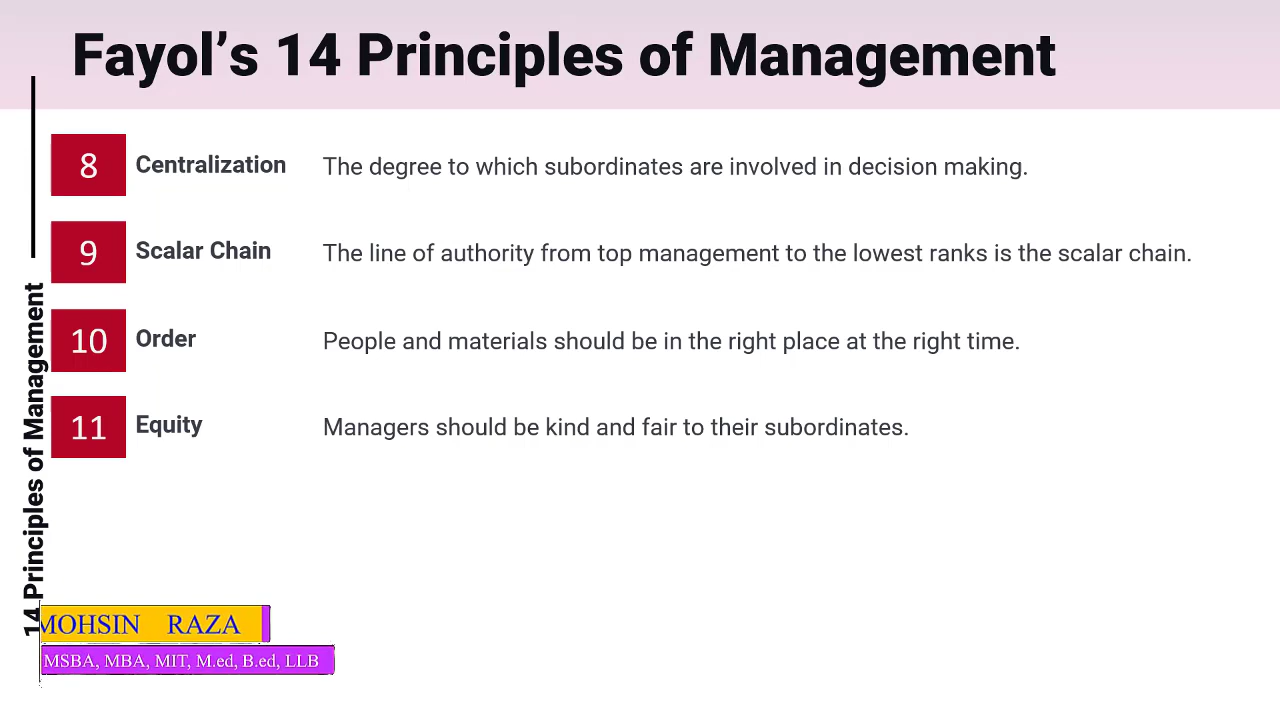 Fayol’s 14 Principles of Management
8 Centralization The degree to which subordinates are involved in decision making.
9 Scalar Chain The line of authority from top management to the lowest ranks is the scalar chain.
10 Order People and materials should be in the right place at the right time.
11 Equity Managers should be kind and fair to their subordinates.
14 Principles of Management
MOHSIN RAZA
MSBA, MBA, MIT, M.ed, B.ed, LLB